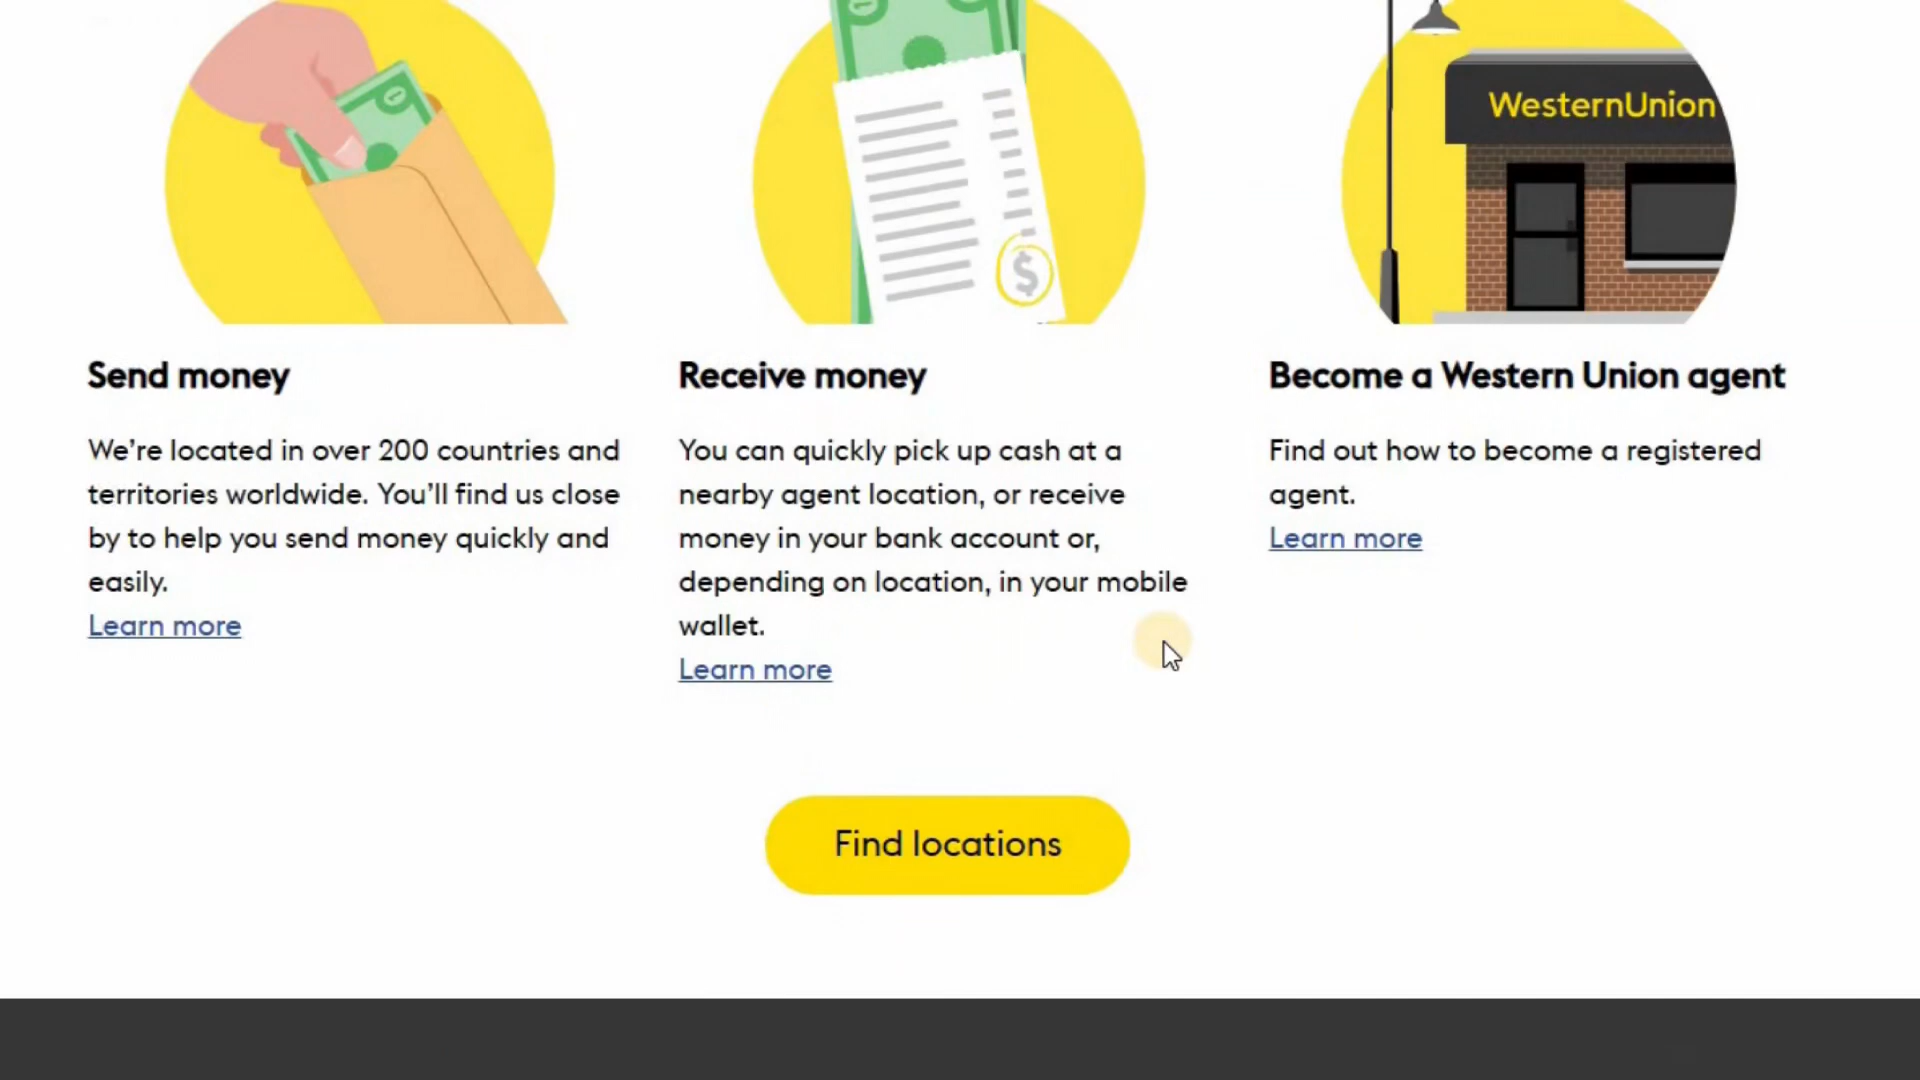 WesternUnion
Send money
We’re located in over 200 countries and
territories worldwide. You’ll find us close
by to help you send money quickly and
easily.
Learn more
Receive money
You can quickly pick up cash at a
nearby agent location, or receive
money in your bank account or,
depending on location, in your mobile
wallet.
Learn more
Become a Western Union agent
Find out how to become a registered
agent.
Learn more
Find locations